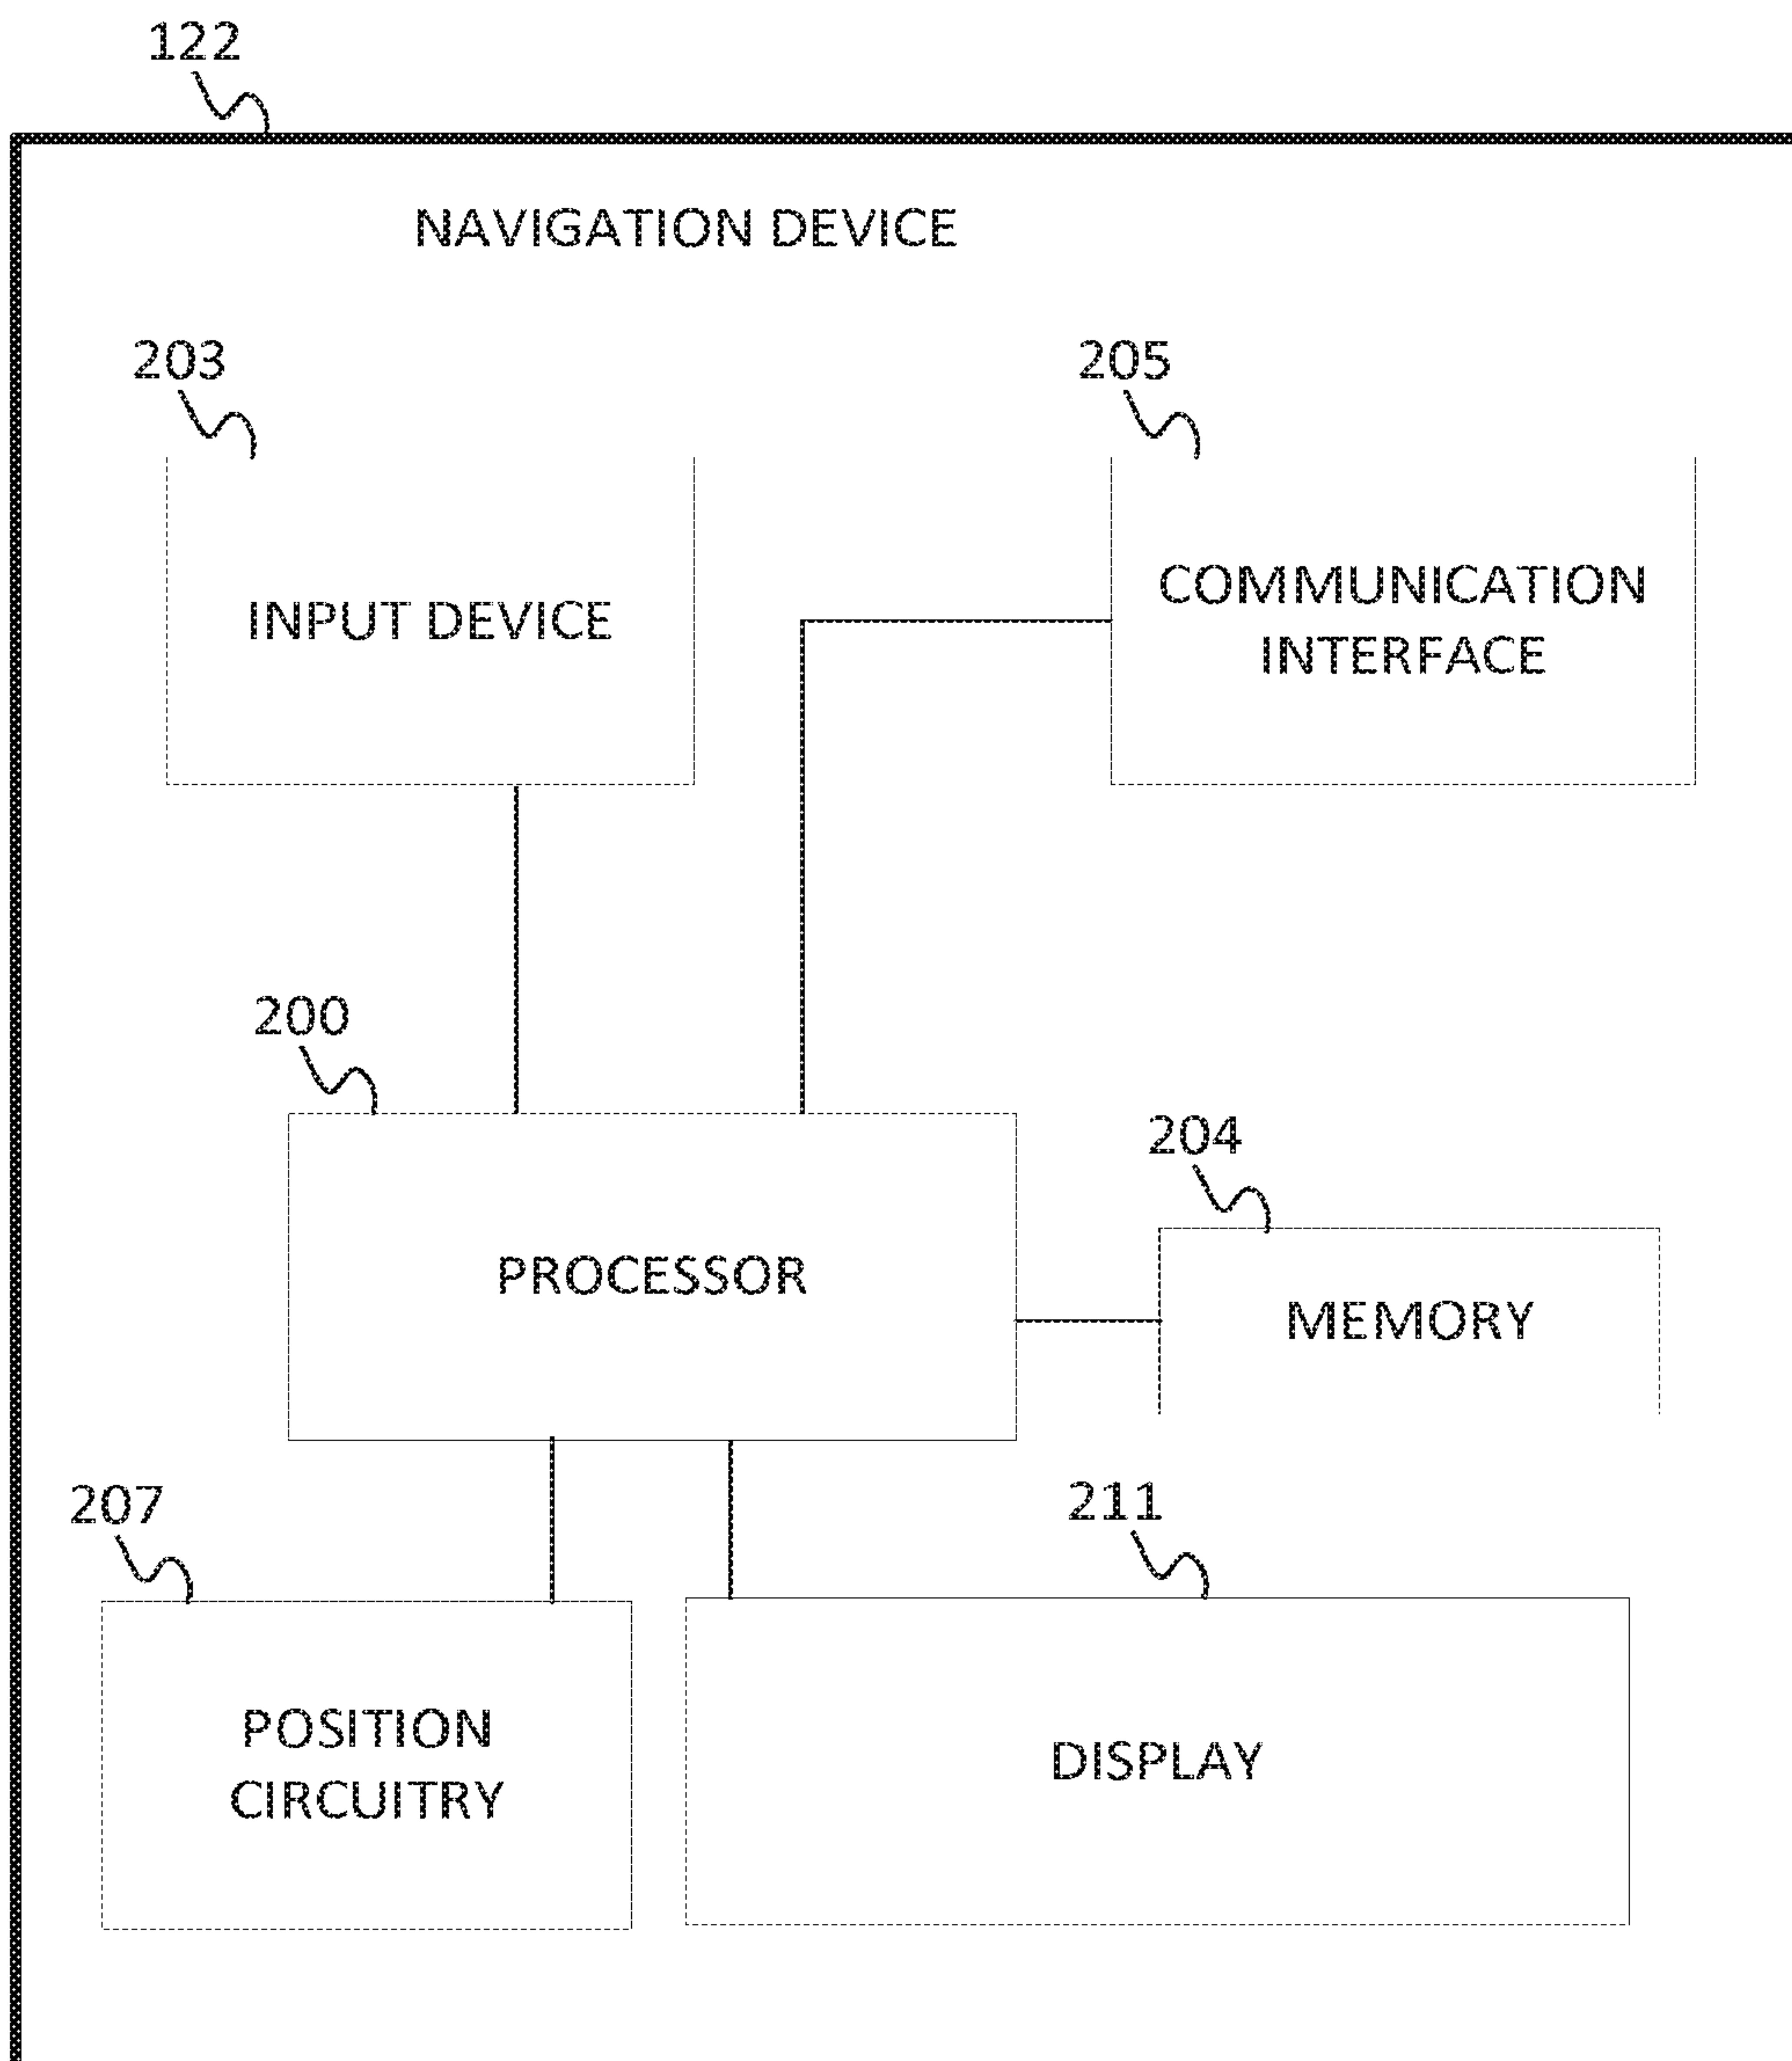 122
NAVIGATION DEVICE
203
205
INPUT DEVICE
COMMUNICATION
INTERFACE
200
204
PROCESSOR
MEMORY
207
211
POSITION
CIRCUITRY
DISPLAY